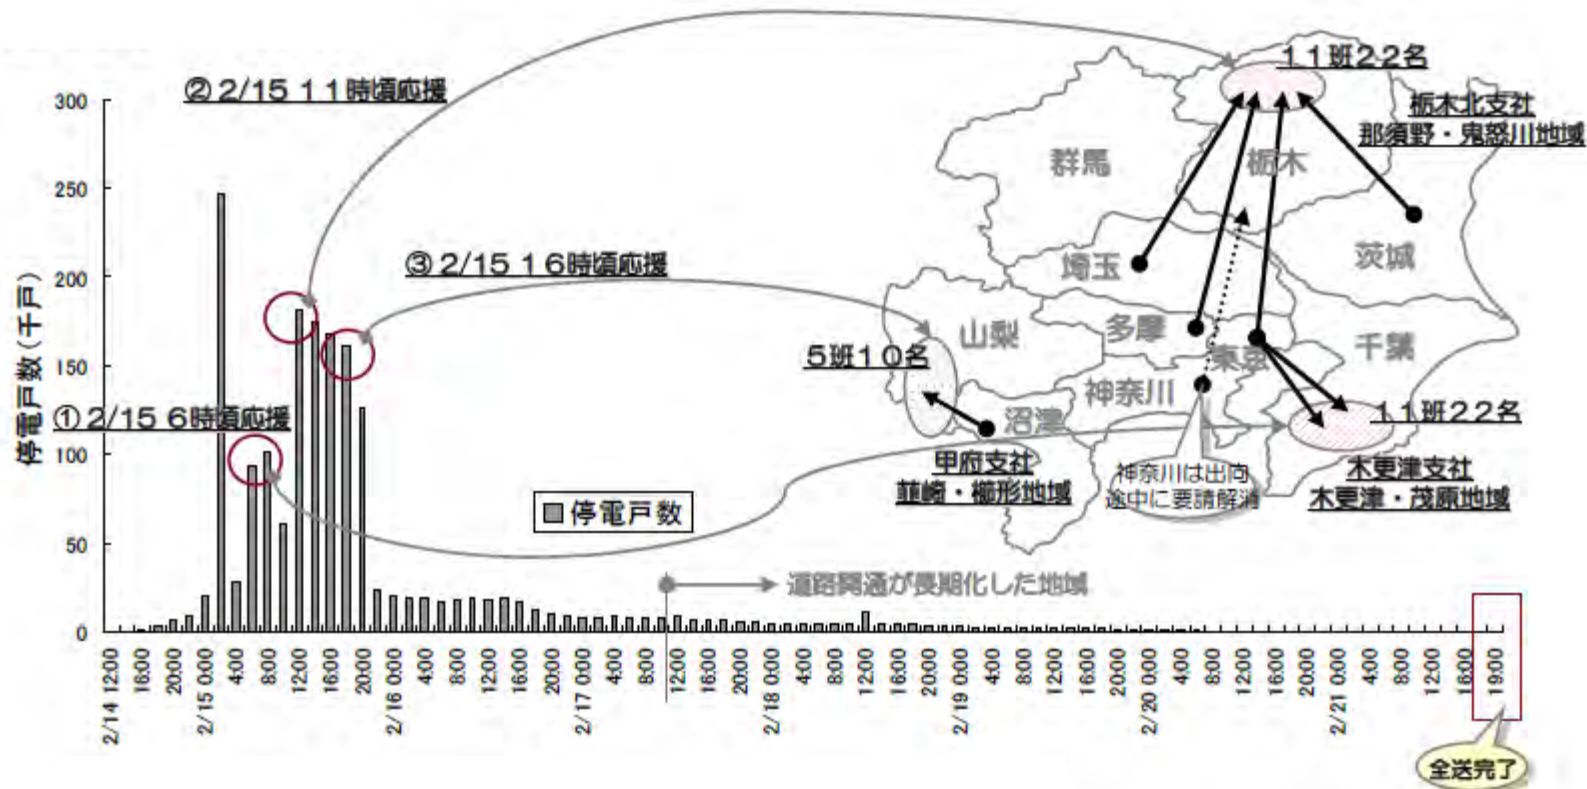 ② 2/15 11時頃応援
11班22名
栃木北支社
那須野・鬼怒川地域
群馬
栃木
③ 2/15 16時頃応援
埼玉
茨城
山梨
多摩
東京
千葉
5班10名
神奈川
① 2/15 6時頃応援
沼津
11班22名
甲府支社
韮崎・櫛形地域
神奈川は出向
途中に要請解消
木更津支社
木更津・茂原地域
停電戸数(千戸)
300
250
200
150
100
50
0
停電戸数
道路開通が長期化した地域
2/14 12:00
16:00
20:00
2/15 0:00
4:00
8:00
12:00
16:00
20:00
2/16 0:00
4:00
8:00
12:00
16:00
20:00
2/17 0:00
4:00
8:00
12:00
16:00
20:00
2/18 0:00
4:00
8:00
12:00
16:00
20:00
2/19 0:00
4:00
8:00
12:00
16:00
20:00
2/20 0:00
4:00
8:00
12:00
16:00
20:00
2/21 0:00
4:00
8:00
12:00
16:00
19:00
全送完了